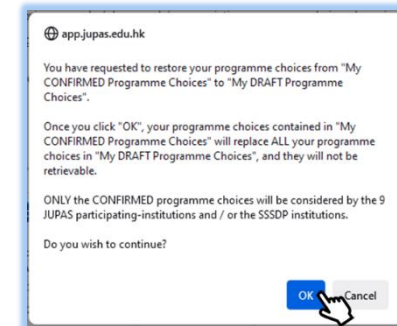 app.jupas.edu.hk
You have requested to restore your programme choices from "My
CONFIRMED Programme Choices" to "My DRAFT Programme
Choices".
Once you click "OK", your programme choices contained in "My
CONFIRMED Programme Choices" will replace ALL your programme
choices in "My DRAFT Programme Choices", and they will not be
retrievable.
ONLY the CONFIRMED programme choices will be considered by the 9
JUPAS participating-institutions and / or the SSSDP institutions.
Do you wish to continue?
OK Cancel